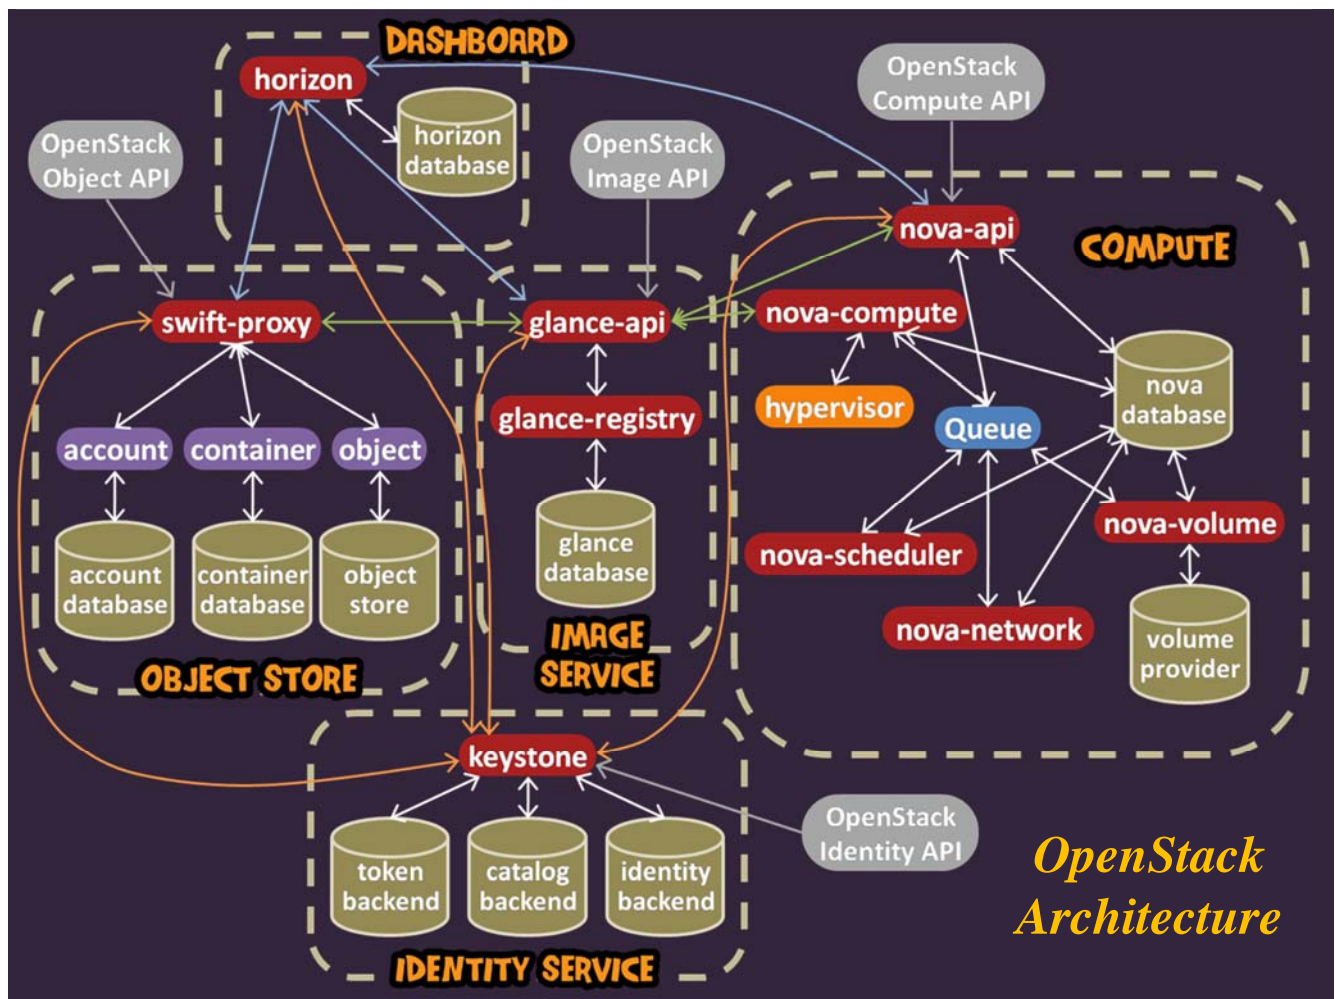 DASHBOARD
horizon
horizon
database
OpenStack
Object API
OpenStack
Image API
OpenStack
Compute API
nova-api
COMPUTE
swift-proxy
glance-api
nova-compute
hypervisor
Queue
nova
database
account
container
object
glance-registry
account
database
container
database
object
store
glance
database
nova-scheduler
nova-volume
nova-network
volume
provider
OBJECT STORE
IMAGE
SERVICE
keystone
OpenStack
Identity API
token
backend
catalog
backend
identity
backend
IDENTITY SERVICE
OpenStack
Architecture